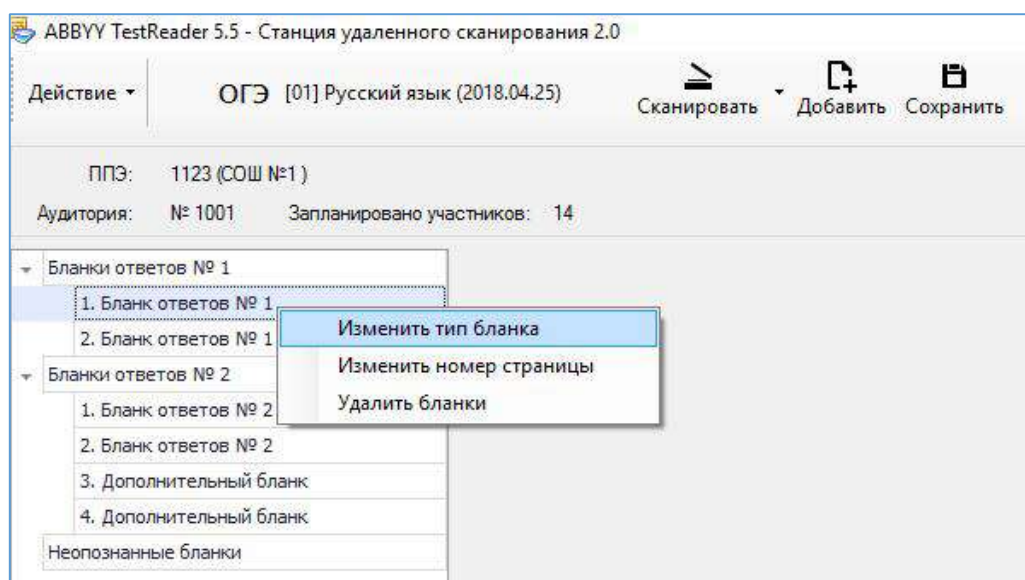 ABBYY TestReader 5.5 - Станция удаленного сканирования 2.0
Действие ОГЭ [01] Русский язык (2018.04.25) Сканировать Добавить Сохранить
ППЭ: 1123 (СОШ №1 )
Аудитория: № 1001 Запланировано участников: 14
Бланки ответов № 1
1. Бланк ответов № 1
Изменить тип бланка
2. Бланк ответов № 1
Изменить номер страницы
Бланки ответов № 2
Удалить бланки
1. Бланк ответов № 2
2. Бланк ответов № 2
3. Дополнительный бланк
4. Дополнительный бланк
Неопознанные бланки